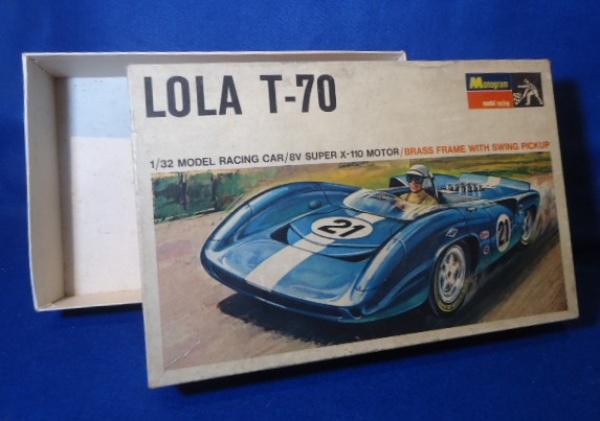 LOLA T-70
Monogram
model racing
1/32 MODEL RACING CAR/8V SUPER X-110 MOTOR/BRASS FRAME WITH SWING PICKUP
21
21